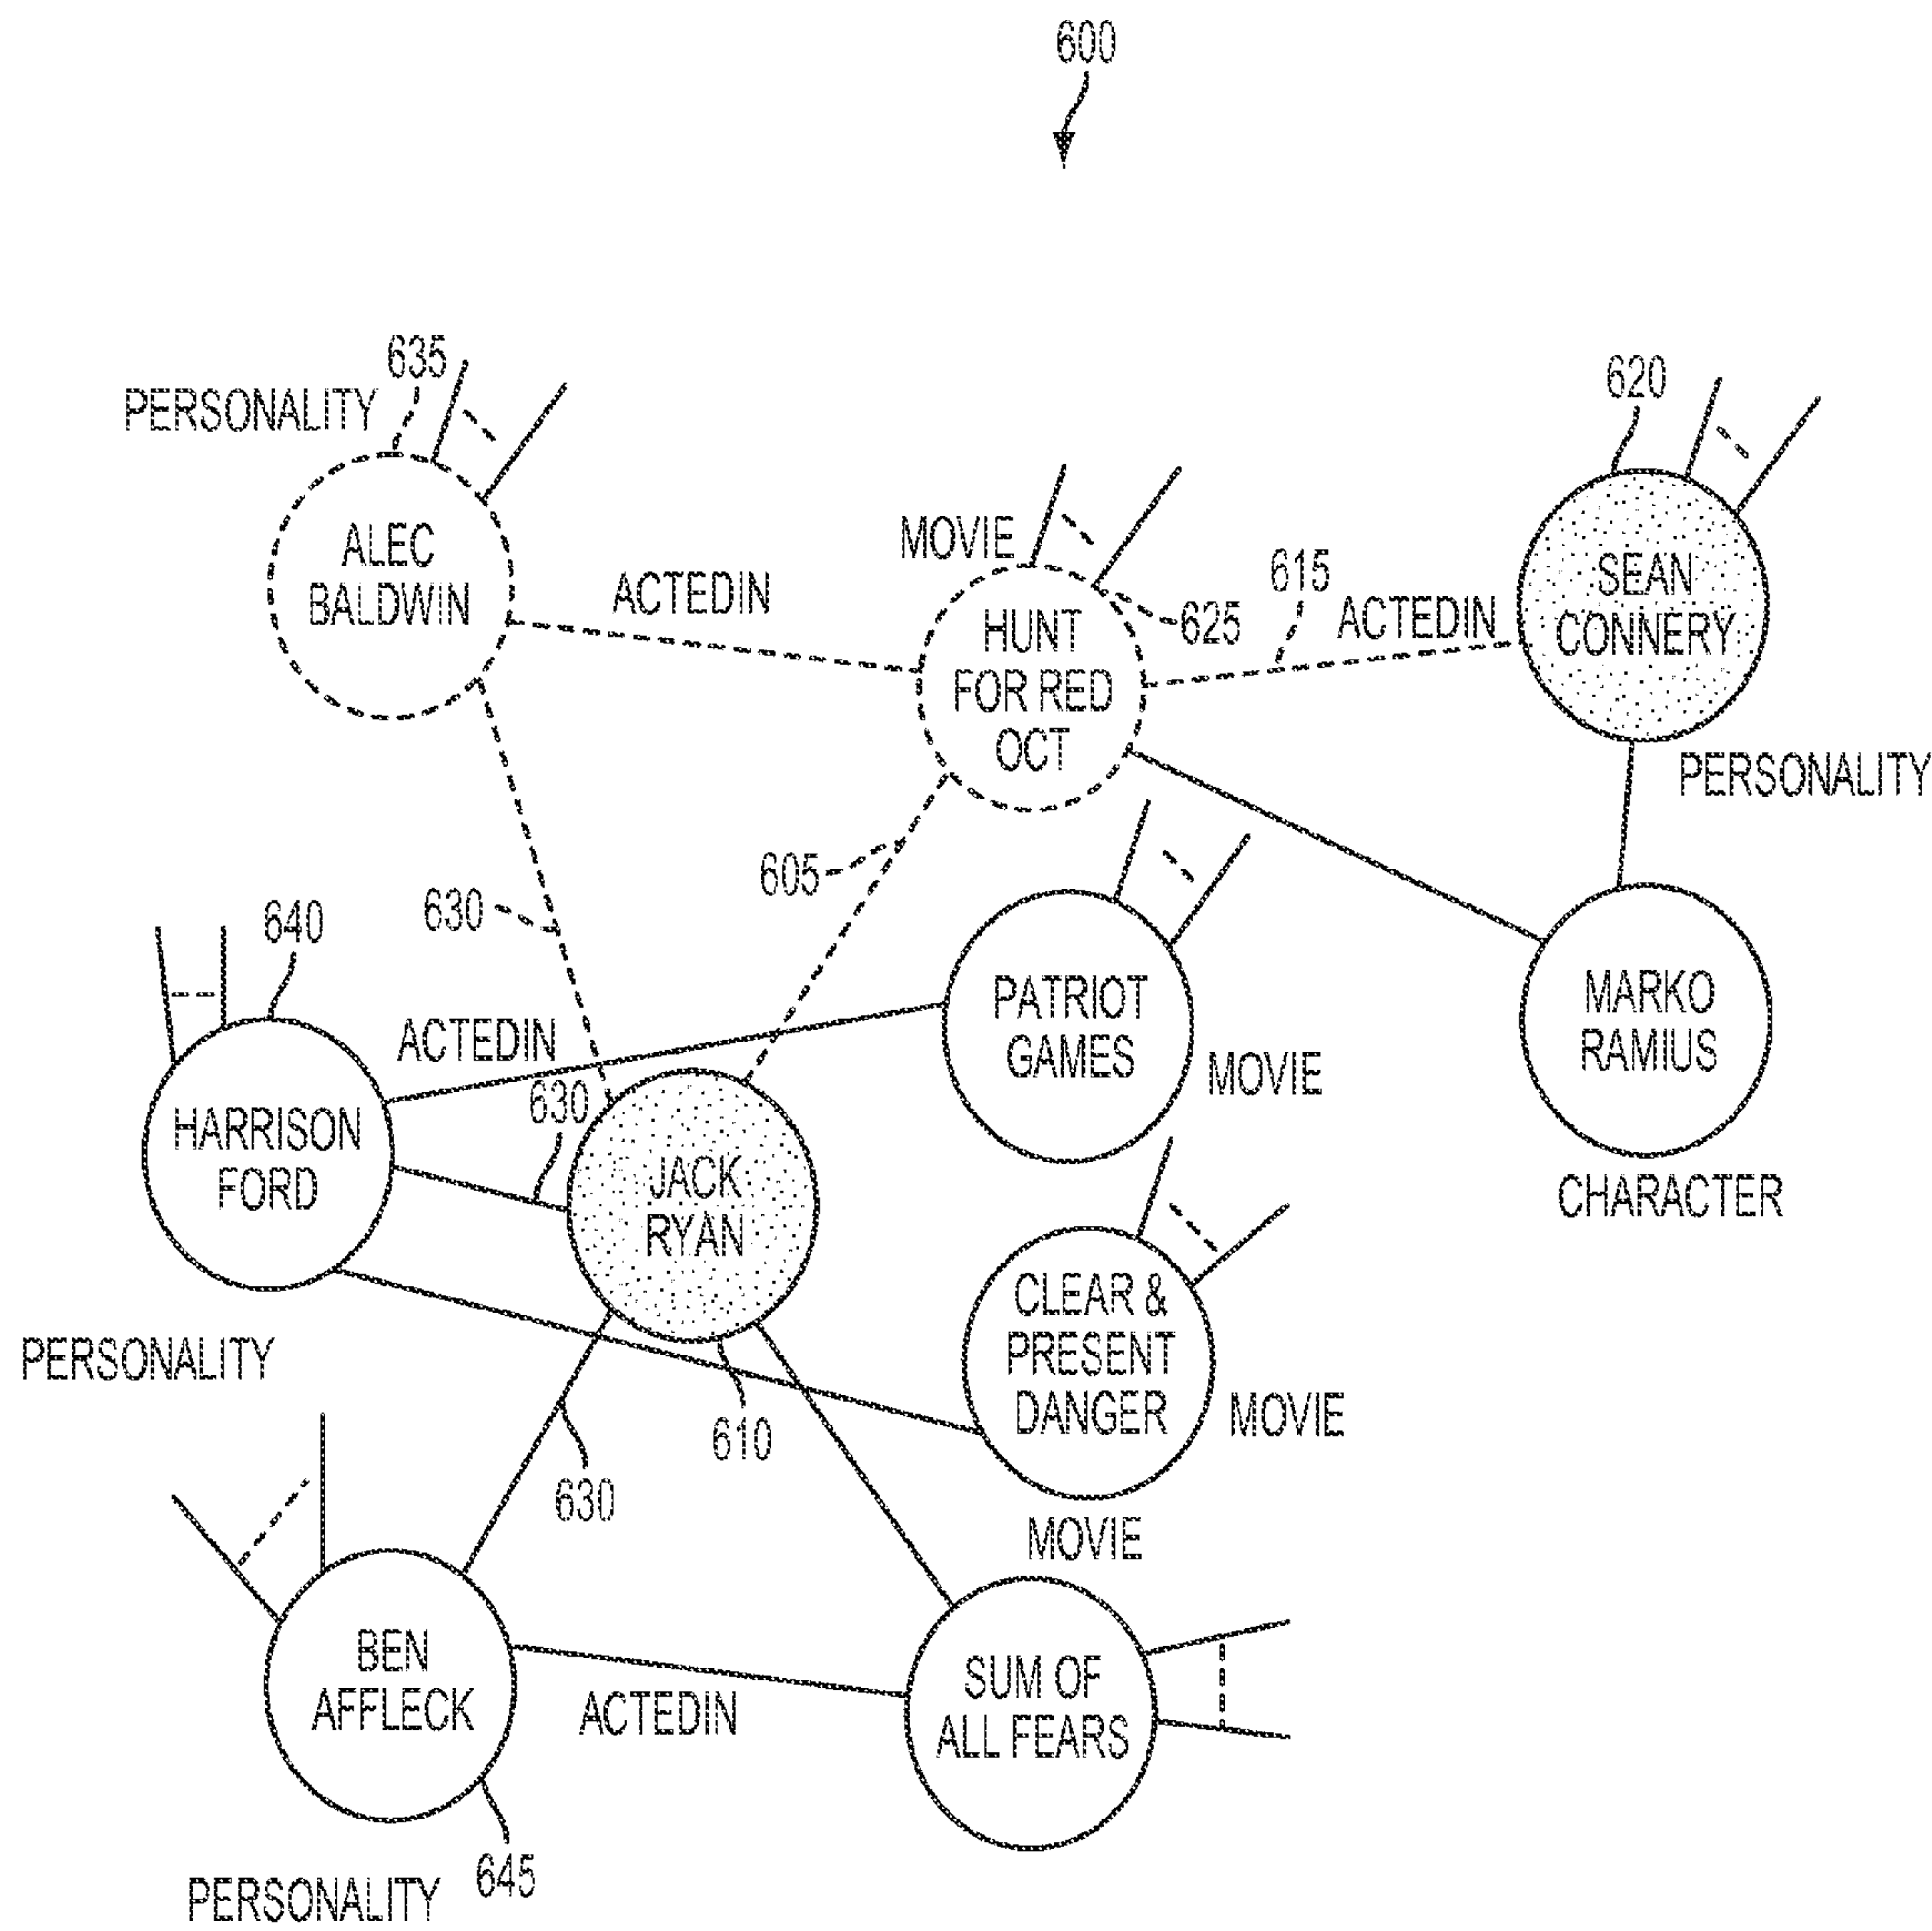 600
635
PERSONALITY
620
ALEC
BALDWIN
ACTEDIN
MOVIE
HUNT
FOR RED
OCT
625
615
ACTEDIN
SEAN
CONNERY
PERSONALITY
605
630
640
ACTEDIN
PATRIOT
GAMES
MOVIE
MARKO
RAMIUS
CHARACTER
HARRISON
FORD
630
JACK
RYAN
PERSONALITY
CLEAR &
PRESENT
DANGER
MOVIE
610
630
MOVIE
BEN
AFFLECK
ACTEDIN
SUM OF
ALL FEARS
645
PERSONALITY